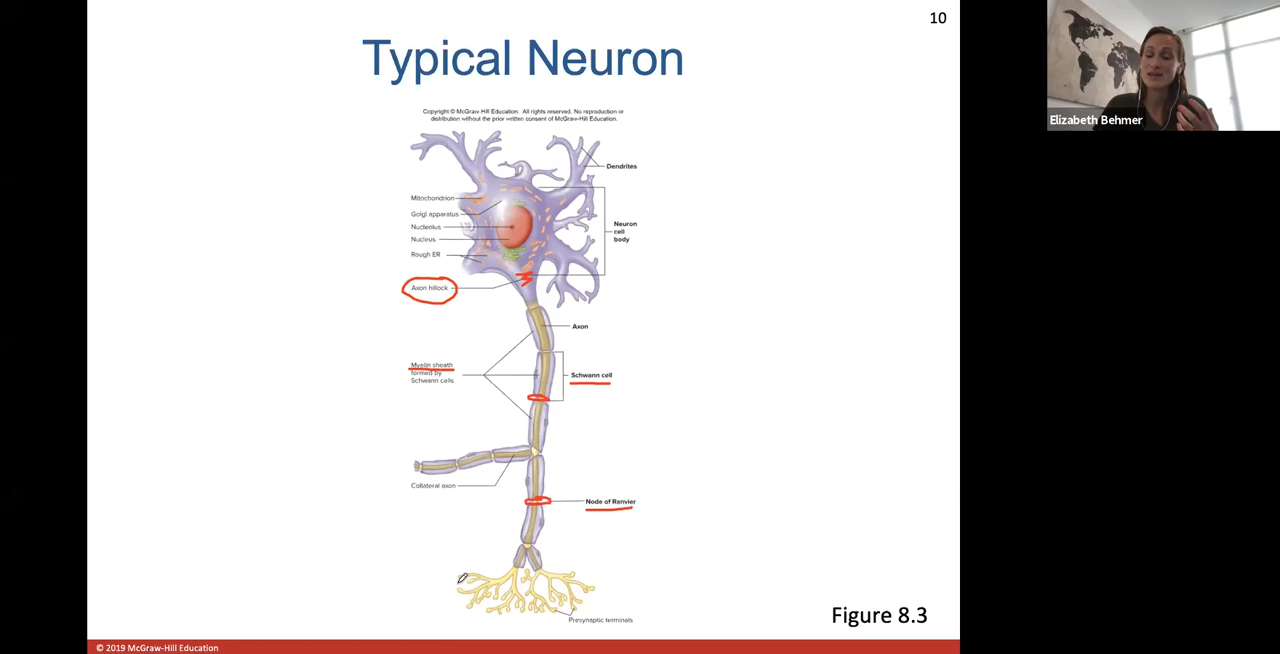 10
Typical Neuron
Copyright © McGraw-Hill Education. All rights reserved. No reproduction or
distribution without the prior written consent of McGraw-Hill Education.
Dendrites
Mitochondrion
Golgi apparatus
Nucleolus
Nucleus
Rough ER
Neuron
cell
body
Axon hillock
Axon
Myelin sheath
formed by
Schwann cells
Schwann cell
Collateral axon
Node of Ranvier
Presynaptic terminals
Figure 8.3
© 2019 McGraw-Hill Education
Elizabeth Behmer